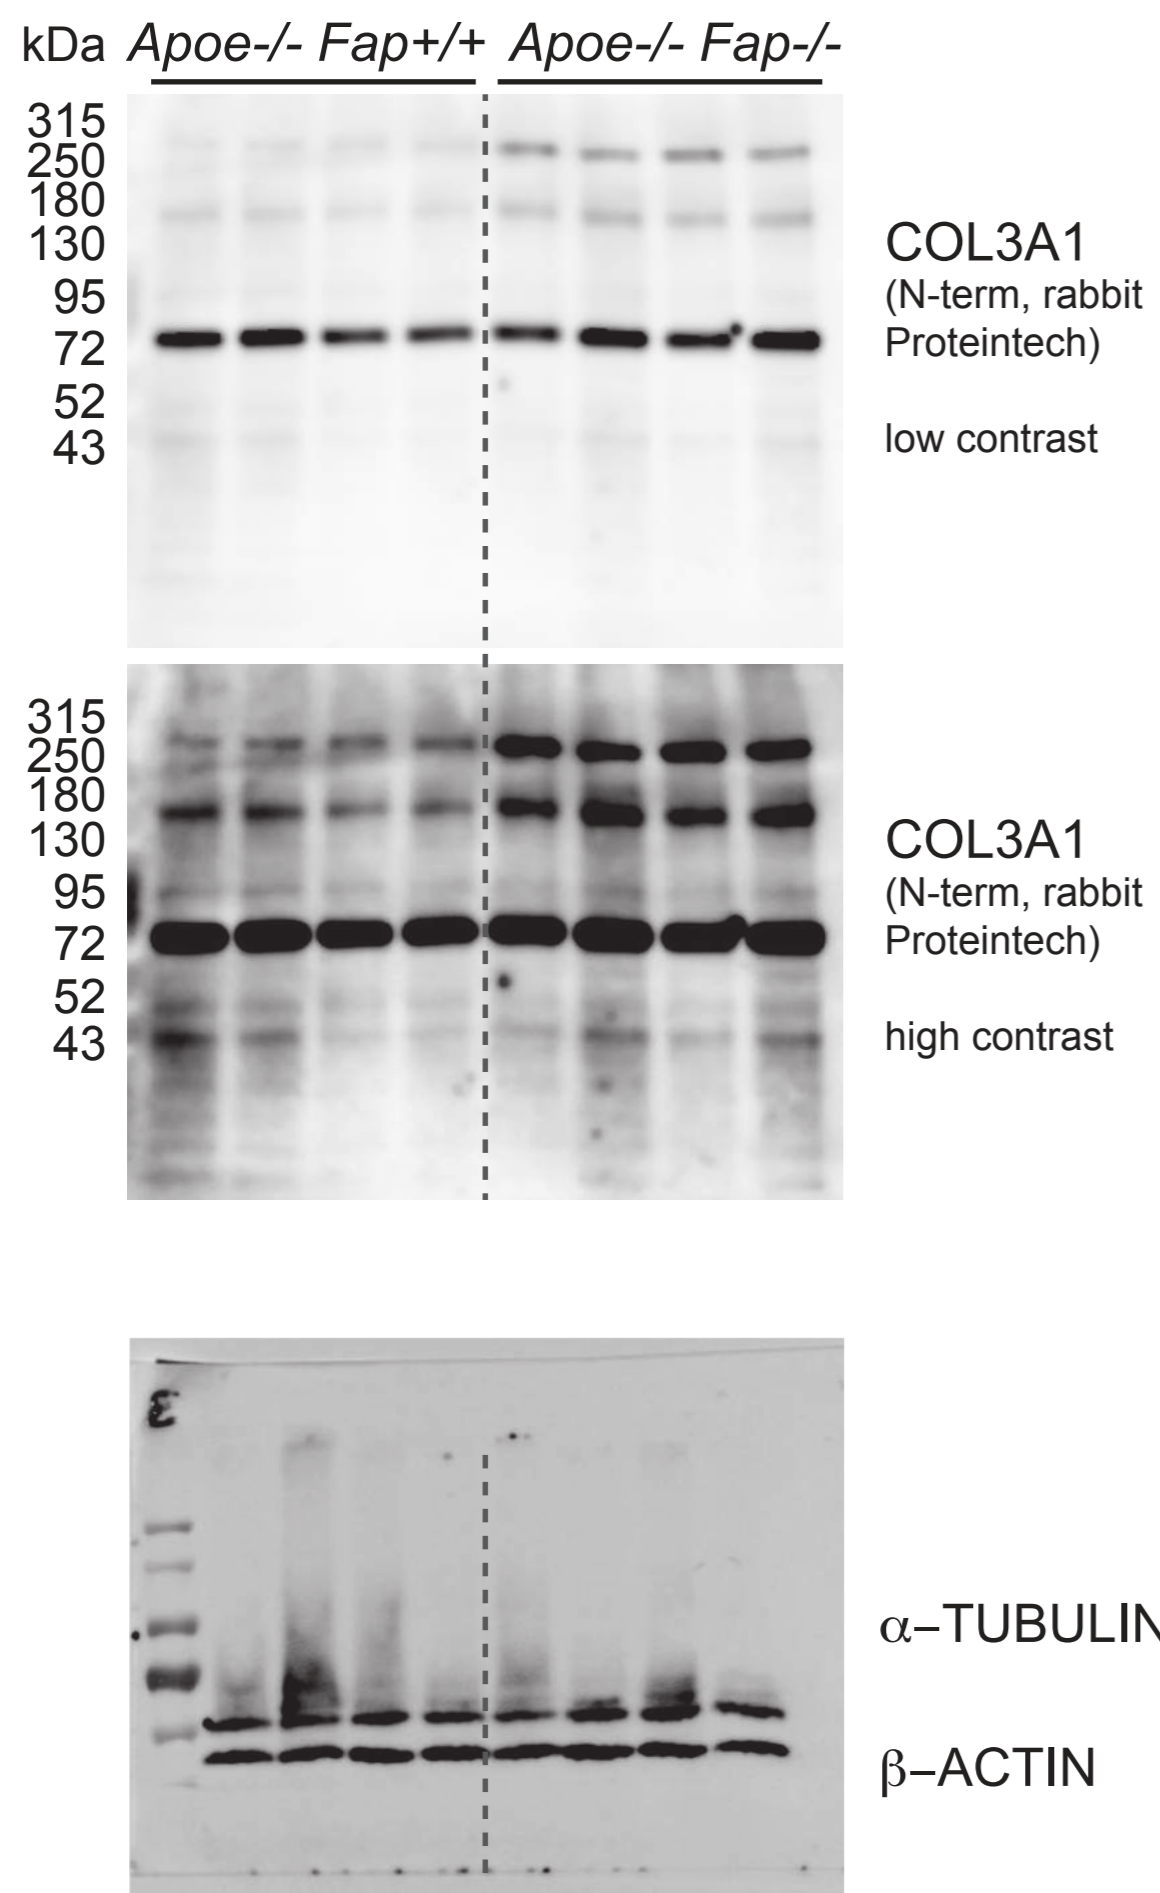 kDa Apoe-/- Fap+/+ Apoe-/- Fap-/-
315
250
180
130
95
72
52
43
COL3A1
(N-term, rabbit
Proteintech)
low contrast
315
250
180
130
95
72
52
43
COL3A1
(N-term, rabbit
Proteintech)
high contrast
α–TUBULIN
β–ACTIN